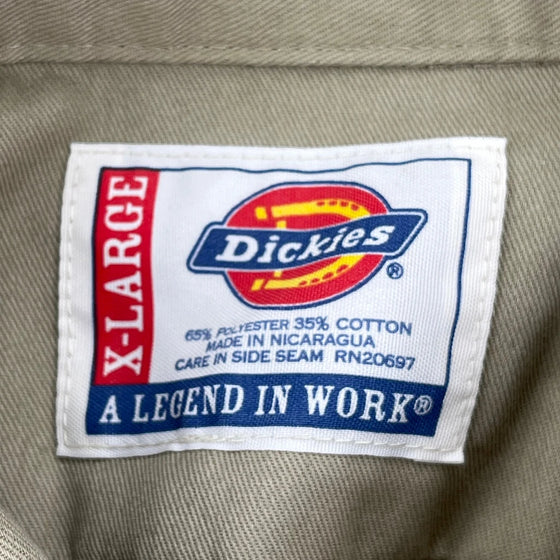 X-LARGE
Dickies®
65% POLYESTER 35% COTTON
MADE IN NICARAGUA
CARE IN SIDE SEAM RN20697
A LEGEND IN WORK®